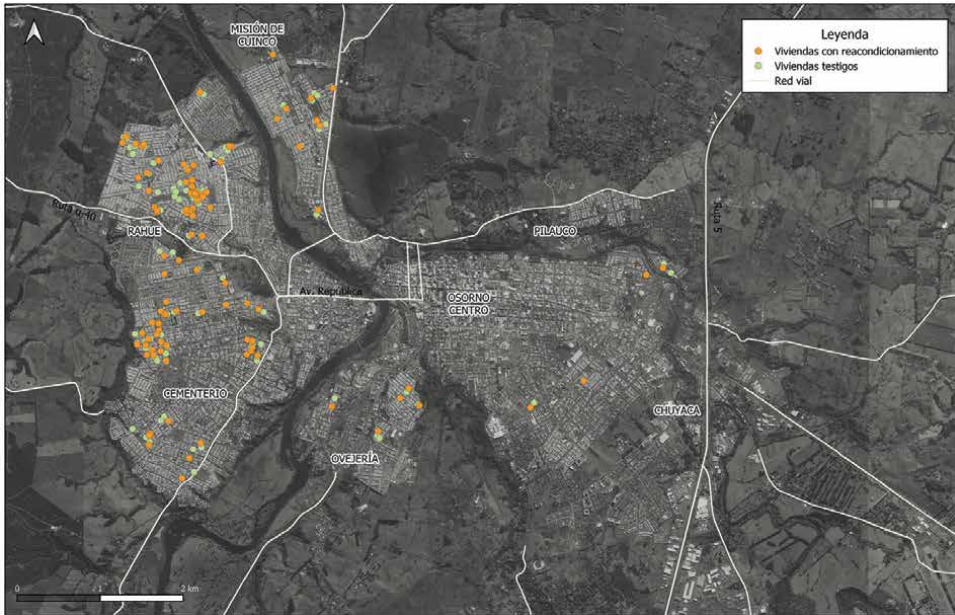 MISIÓN DE
CUINCO
Leyenda
Viviendas con reacondicionamiento
Viviendas testigos
Red vial
Ruta U-40
RAHUE
PILAUCO
Ruta 5
Av. República
OSORNO
CENTRO
CEMENTERIO
CHUYACA
OVEJERÍA
0 1 2 km